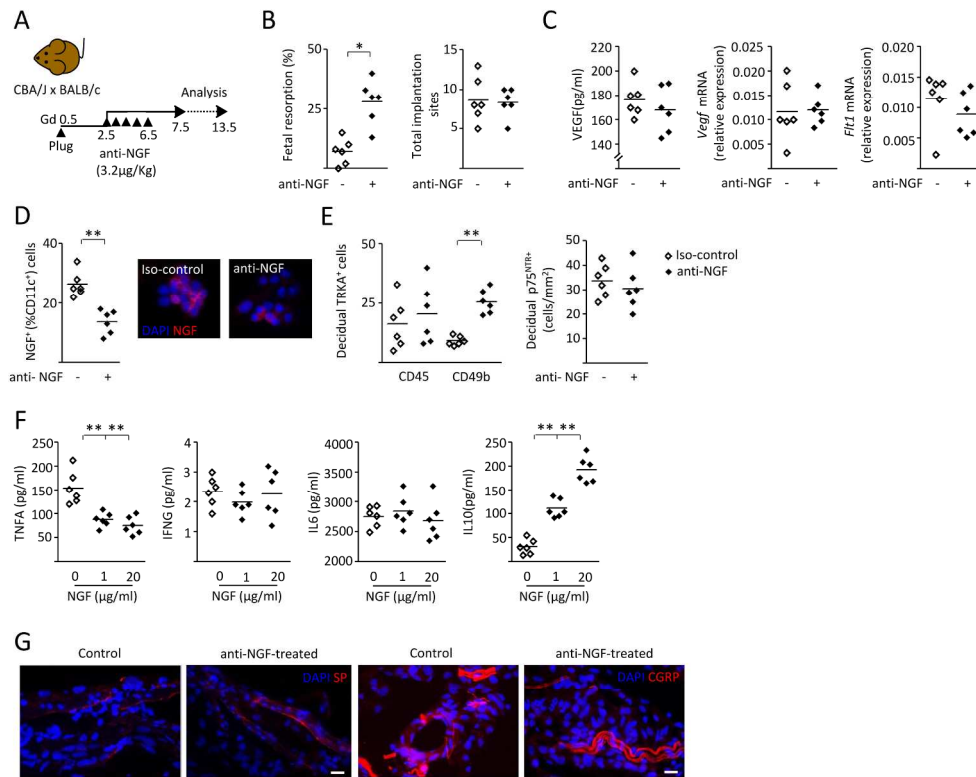 A
CBA/J x BALB/c
Gd 0.5
Plug
2.5
6.5
7.5
13.5
Analysis
anti-NGF
(3.2µg/Kg)
B
Fetal resorption (%)
50
25
0
*
anti-NGF - +
Total implantation
sites
15
10
5
0
- +
C
VEGF(pg/ml)
220
200
180
160
140
anti-NGF - +
Vegf mRNA
(relative expression)
0.025
0.020
0.015
0.010
0.005
0.000
- +
Flt1 mRNA
(relative expression)
0.020
0.015
0.010
0.005
0.000
- +
D
NGF⁺ (%CD11c⁺) cells
40
20
0
**
anti- NGF - +
Iso-control
DAPI NGF
anti-NGF
E
Decidual TRKA⁺ cells
50
25
0
**
CD45 CD49b
Decidual p75ᴺᵀᴿ⁺
(cells/mm²)
50
40
30
20
10
0
anti-NGF - +
Iso-control
anti-NGF
F
TNFA (pg/ml)
250
200
150
100
50
0
** **
0 1 20
NGF (µg/ml)
IFNG (pg/ml)
4
3
2
1
0
0 1 20
NGF (µg/ml)
IL6 (pg/ml)
4000
3500
3000
2500
2000
0 1 20
NGF (µg/ml)
IL10(pg/ml)
250
200
150
100
50
0
** **
0 1 20
NGF (µg/ml)
G
Control
anti-NGF-treated
DAPI SP
Control
anti-NGF-treated
DAPI CGRP